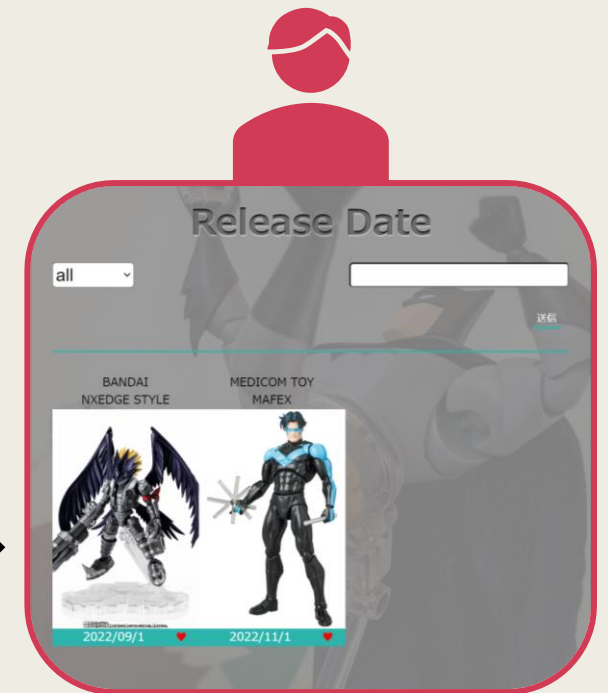 Release Date
all
送信
BANDAI
NXEDGE STYLE
MEDICOM TOY
MAFEX
2022/09/1
2022/11/1